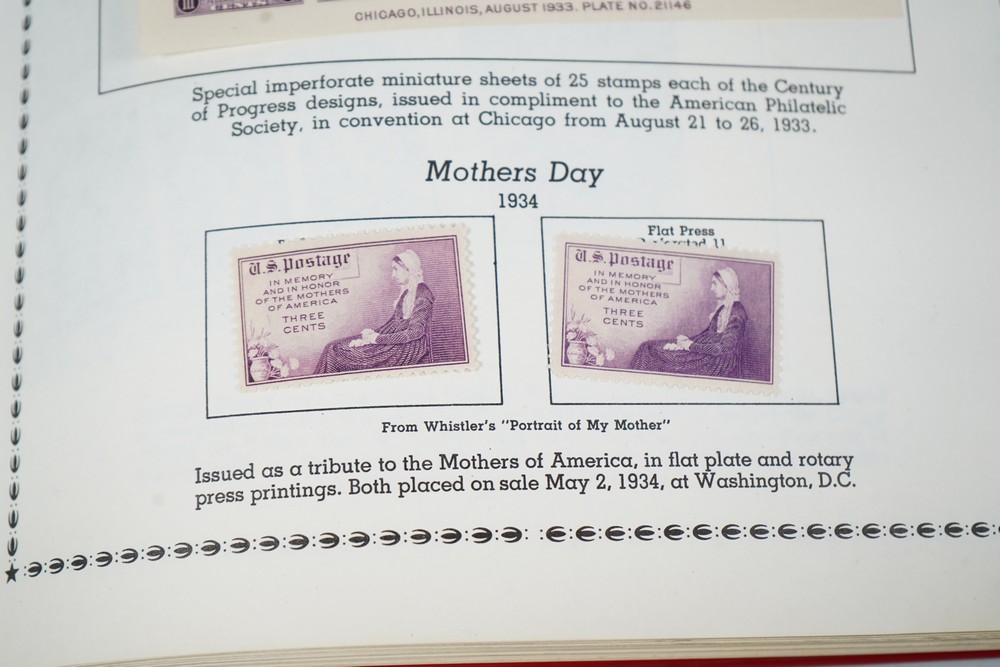 CENTS
CHICAGO, ILLINOIS, AUGUST 1933. PLATE NO. 21146
Special imperforate miniature sheets of 25 stamps each of the Century
of Progress designs, issued in compliment to the American Philatelic
Society, in convention at Chicago from August 21 to 26, 1933.
Mothers Day
1934
U.S. Postage
IN MEMORY
AND IN HONOR
OF THE MOTHERS
OF AMERICA
THREE
CENTS
Flat Press
11
U.S. Postage
IN MEMORY
AND IN HONOR
OF THE MOTHERS
OF AMERICA
THREE
CENTS
From Whistler's "Portrait of My Mother"
Issued as a tribute to the Mothers of America, in flat plate and rotary
press printings. Both placed on sale May 2, 1934, at Washington, D.C.